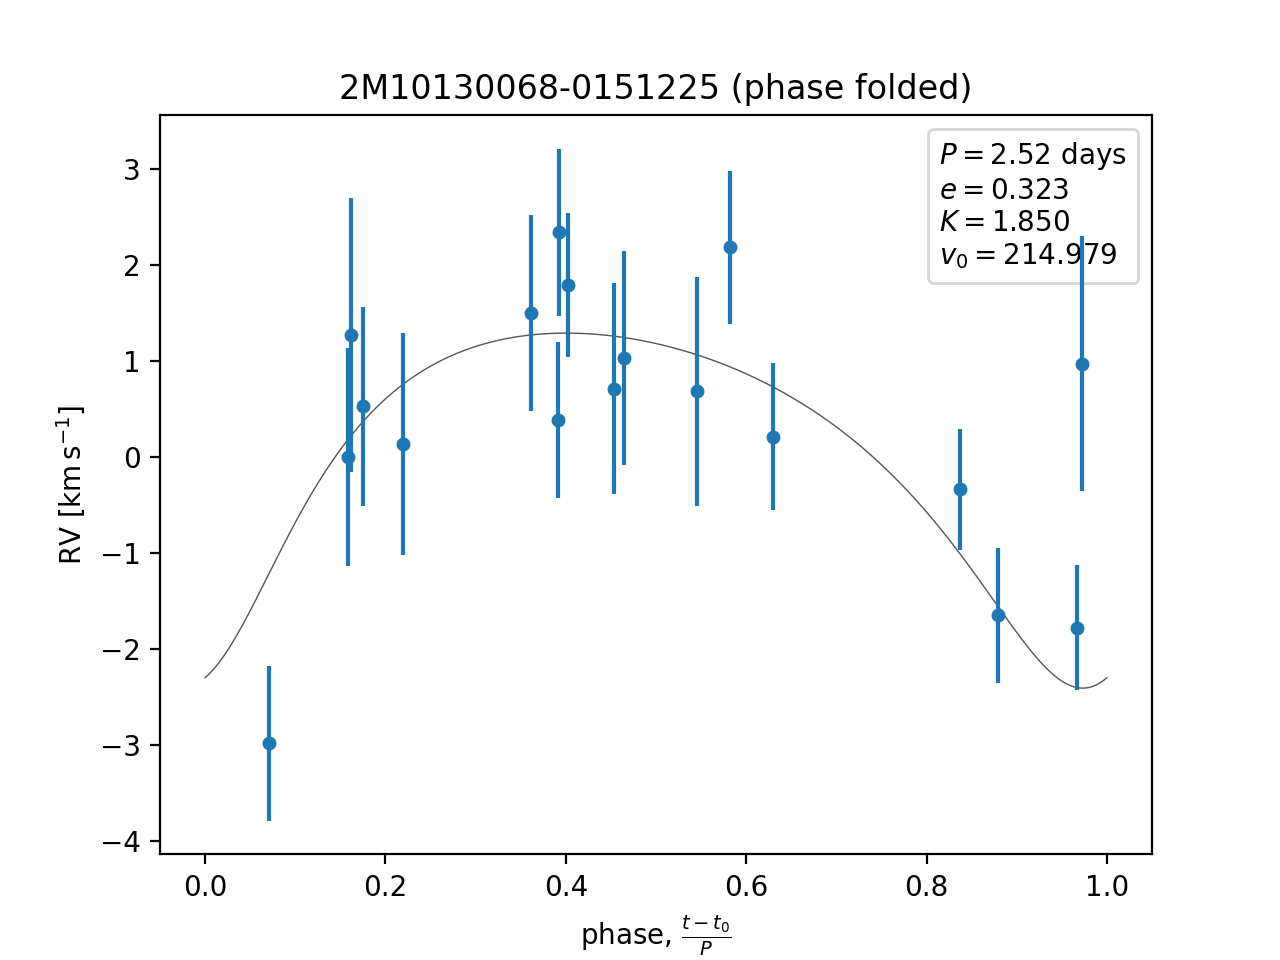 2M10130068-0151225 (phase folded)
P = 2.52 days
e = 0.323
K = 1.850
v₀ = 214.979
3
2
1
0
−1
−2
−3
−4
RV [km s⁻¹]
0.0 0.2 0.4 0.6 0.8 1.0
phase, (t − t₀)/P